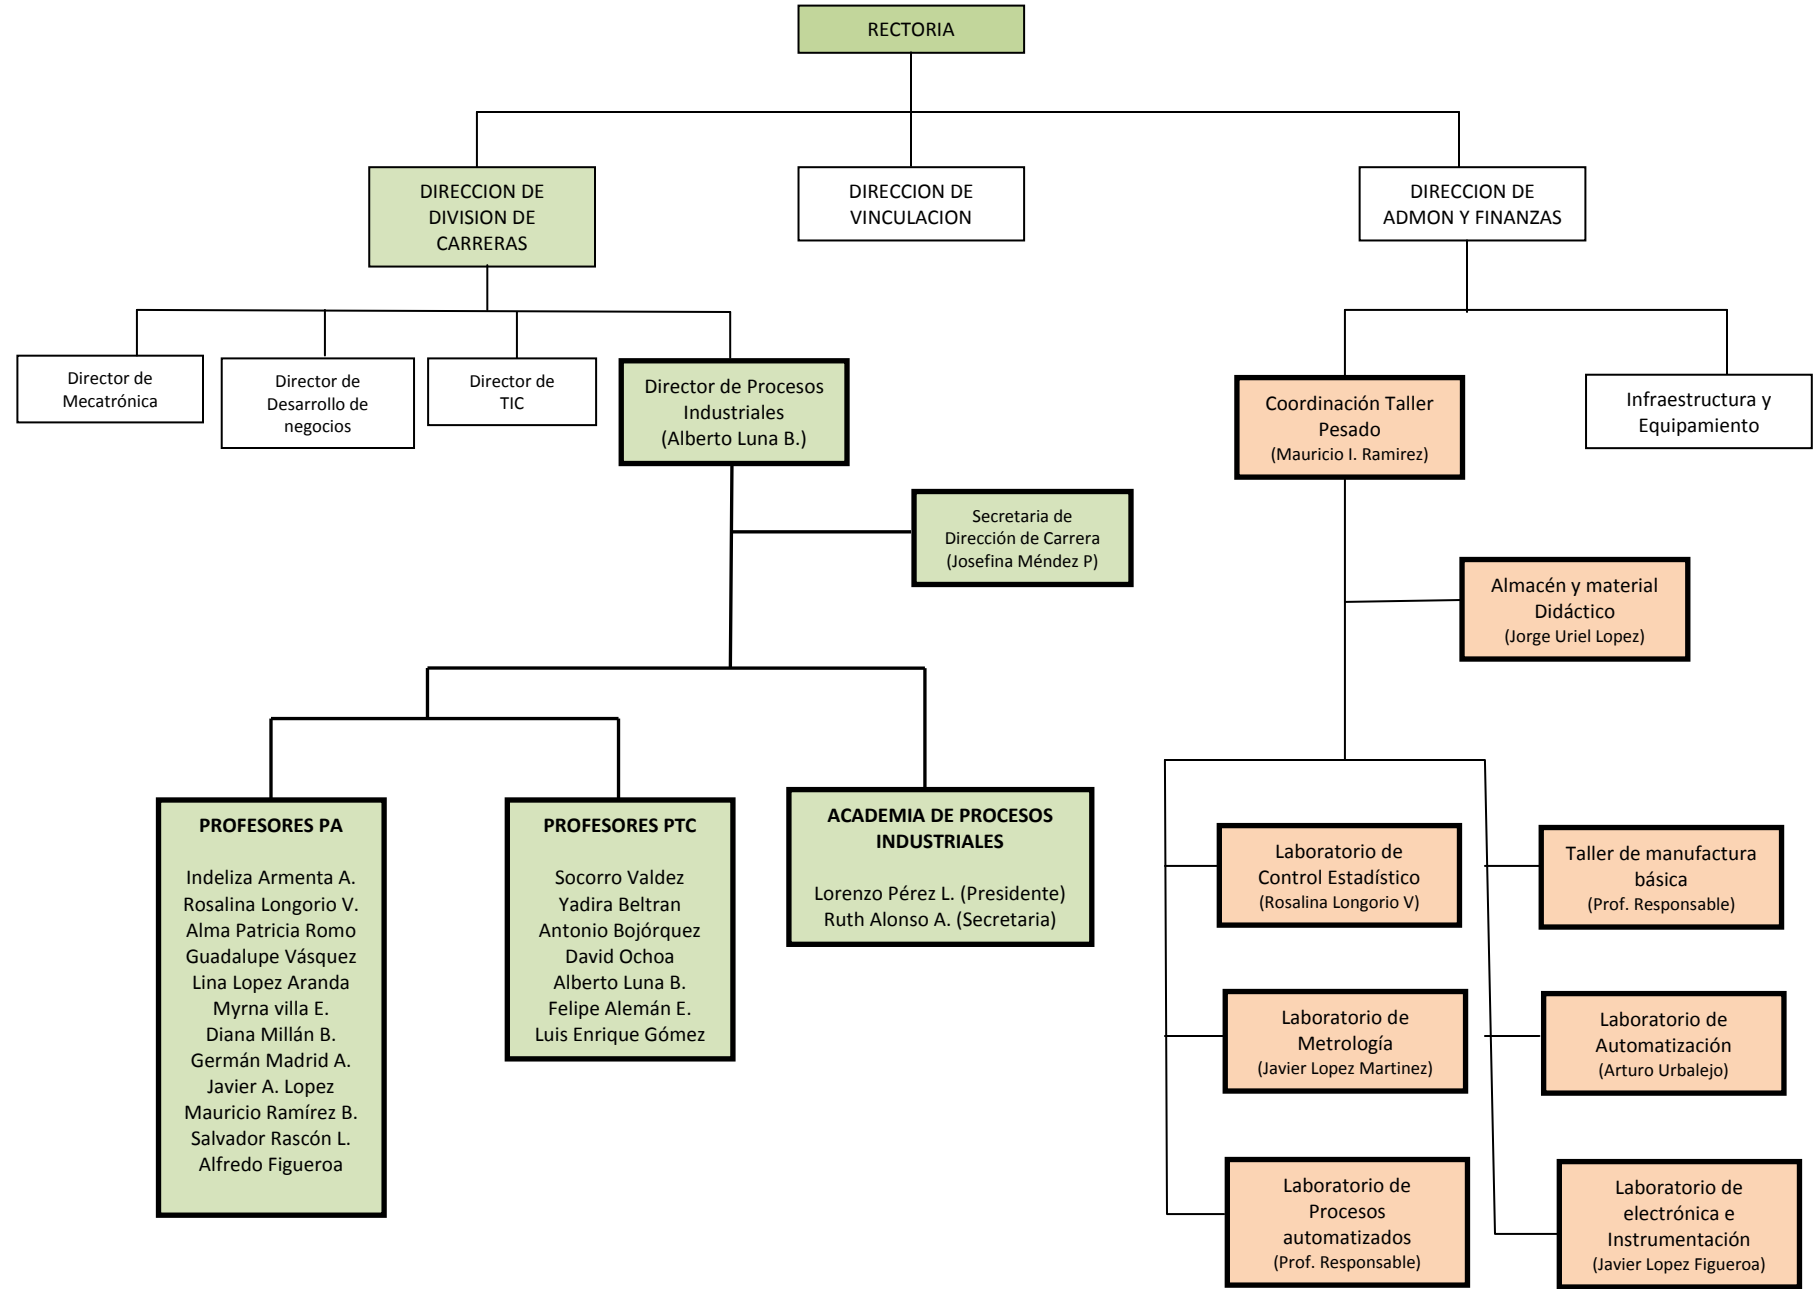 RECTORIA
DIRECCION DE
DIVISION DE
CARRERAS
DIRECCION DE
VINCULACION
DIRECCION DE
ADMON Y FINANZAS
Director de
Mecatrónica
Director de
Desarrollo de
negocios
Director de
TIC
Director de Procesos
Industriales
(Alberto Luna B.)
Coordinación Taller
Pesado
(Mauricio I. Ramirez)
Infraestructura y
Equipamiento
Secretaria de
Dirección de Carrera
(Josefina Méndez P)
Almacén y material
Didáctico
(Jorge Uriel Lopez)
PROFESORES PA
Indeliza Armenta A.
Rosalina Longorio V.
Alma Patricia Romo
Guadalupe Vásquez
Lina Lopez Aranda
Myrna villa E.
Diana Millán B.
Germán Madrid A.
Javier A. Lopez
Mauricio Ramírez B.
Salvador Rascón L.
Alfredo Figueroa
PROFESORES PTC
Socorro Valdez
Yadira Beltran
Antonio Bojórquez
David Ochoa
Alberto Luna B.
Felipe Alemán E.
Luis Enrique Gómez
ACADEMIA DE PROCESOS
INDUSTRIALES
Lorenzo Pérez L. (Presidente)
Ruth Alonso A. (Secretaria)
Laboratorio de
Control Estadístico
(Rosalina Longorio V)
Taller de manufactura
básica
(Prof. Responsable)
Laboratorio de
Metrología
(Javier Lopez Martinez)
Laboratorio de
Automatización
(Arturo Urbalejo)
Laboratorio de
Procesos
automatizados
(Prof. Responsable)
Laboratorio de
electrónica e
Instrumentación
(Javier Lopez Figueroa)